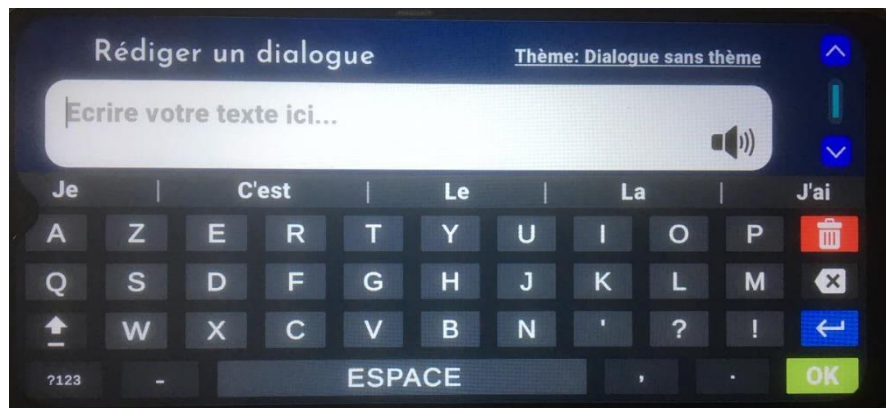 Rédiger un dialogue
Thème: Dialogue sans thème
Ecrire votre texte ici...
Je | C'est | Le | La | J'ai
A Z E R T Y U I O P
Q S D F G H J K L M
W X C V B N ' ? !
?123 - ESPACE , . OK